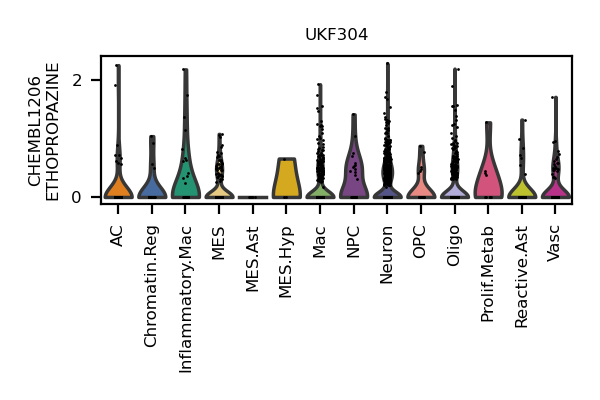 UKF304
CHEMBL1206
ETHOPROPAZINE
2
0
AC
Chromatin.Reg
Inflammatory.Mac
MES
MES.Ast
MES.Hyp
Mac
NPC
Neuron
OPC
Oligo
Prolif.Metab
Reactive.Ast
Vasc